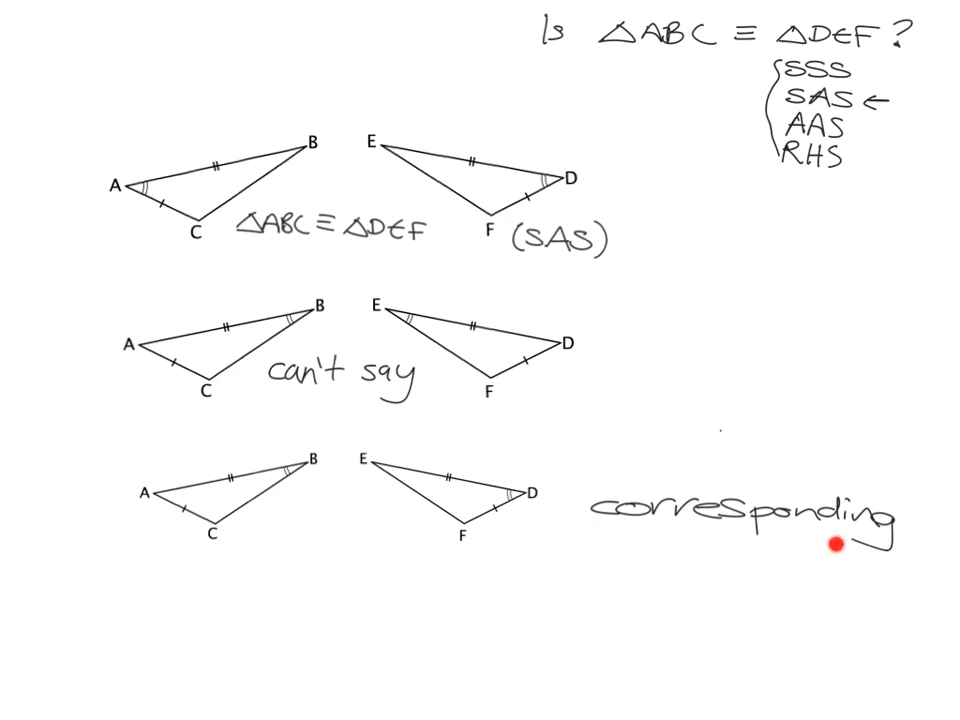 Is △ABC ≡ △DEF?
SSS
SAS ←
AAS
RHS
B E
A D
C F
△ABC ≡ △DEF (SAS)
B E
A D
C F
can't say
B E
A D
C F
corresponding